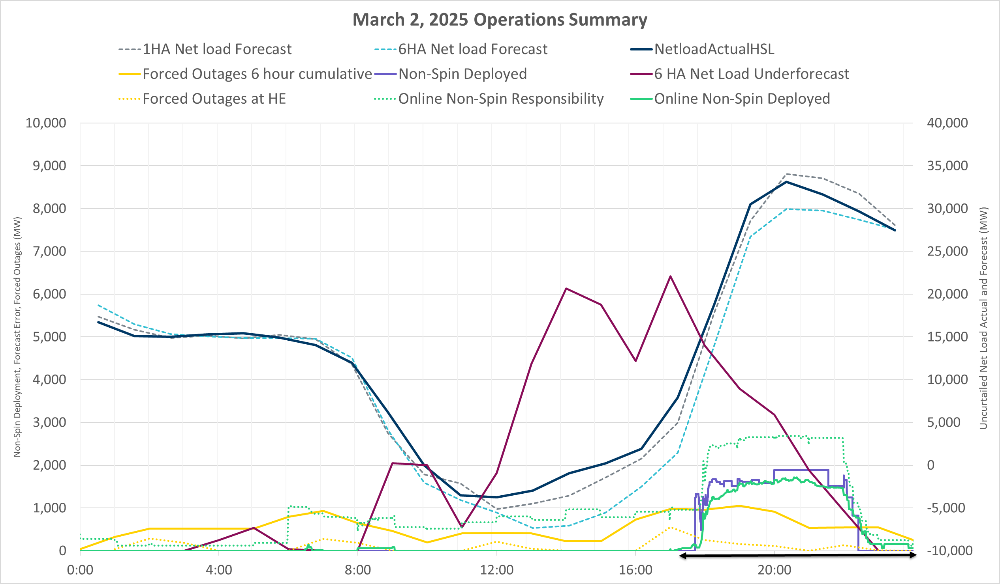 March 2, 2025 Operations Summary
1HA Net load Forecast
6HA Net load Forecast
NetloadActualHSL
Forced Outages 6 hour cumulative
Non-Spin Deployed
6 HA Net Load Underforecast
Forced Outages at HE
Online Non-Spin Responsibility
Online Non-Spin Deployed
Non-Spin Deployment, Forecast Error, Forced Outages (MW)
10,000
9,000
8,000
7,000
6,000
5,000
4,000
3,000
2,000
1,000
0
40,000
35,000
30,000
25,000
20,000
15,000
10,000
5,000
0
-5,000
-10,000
Uncurtailed Net Load Actual and Forecast (MW)
0:00
4:00
8:00
12:00
16:00
20:00